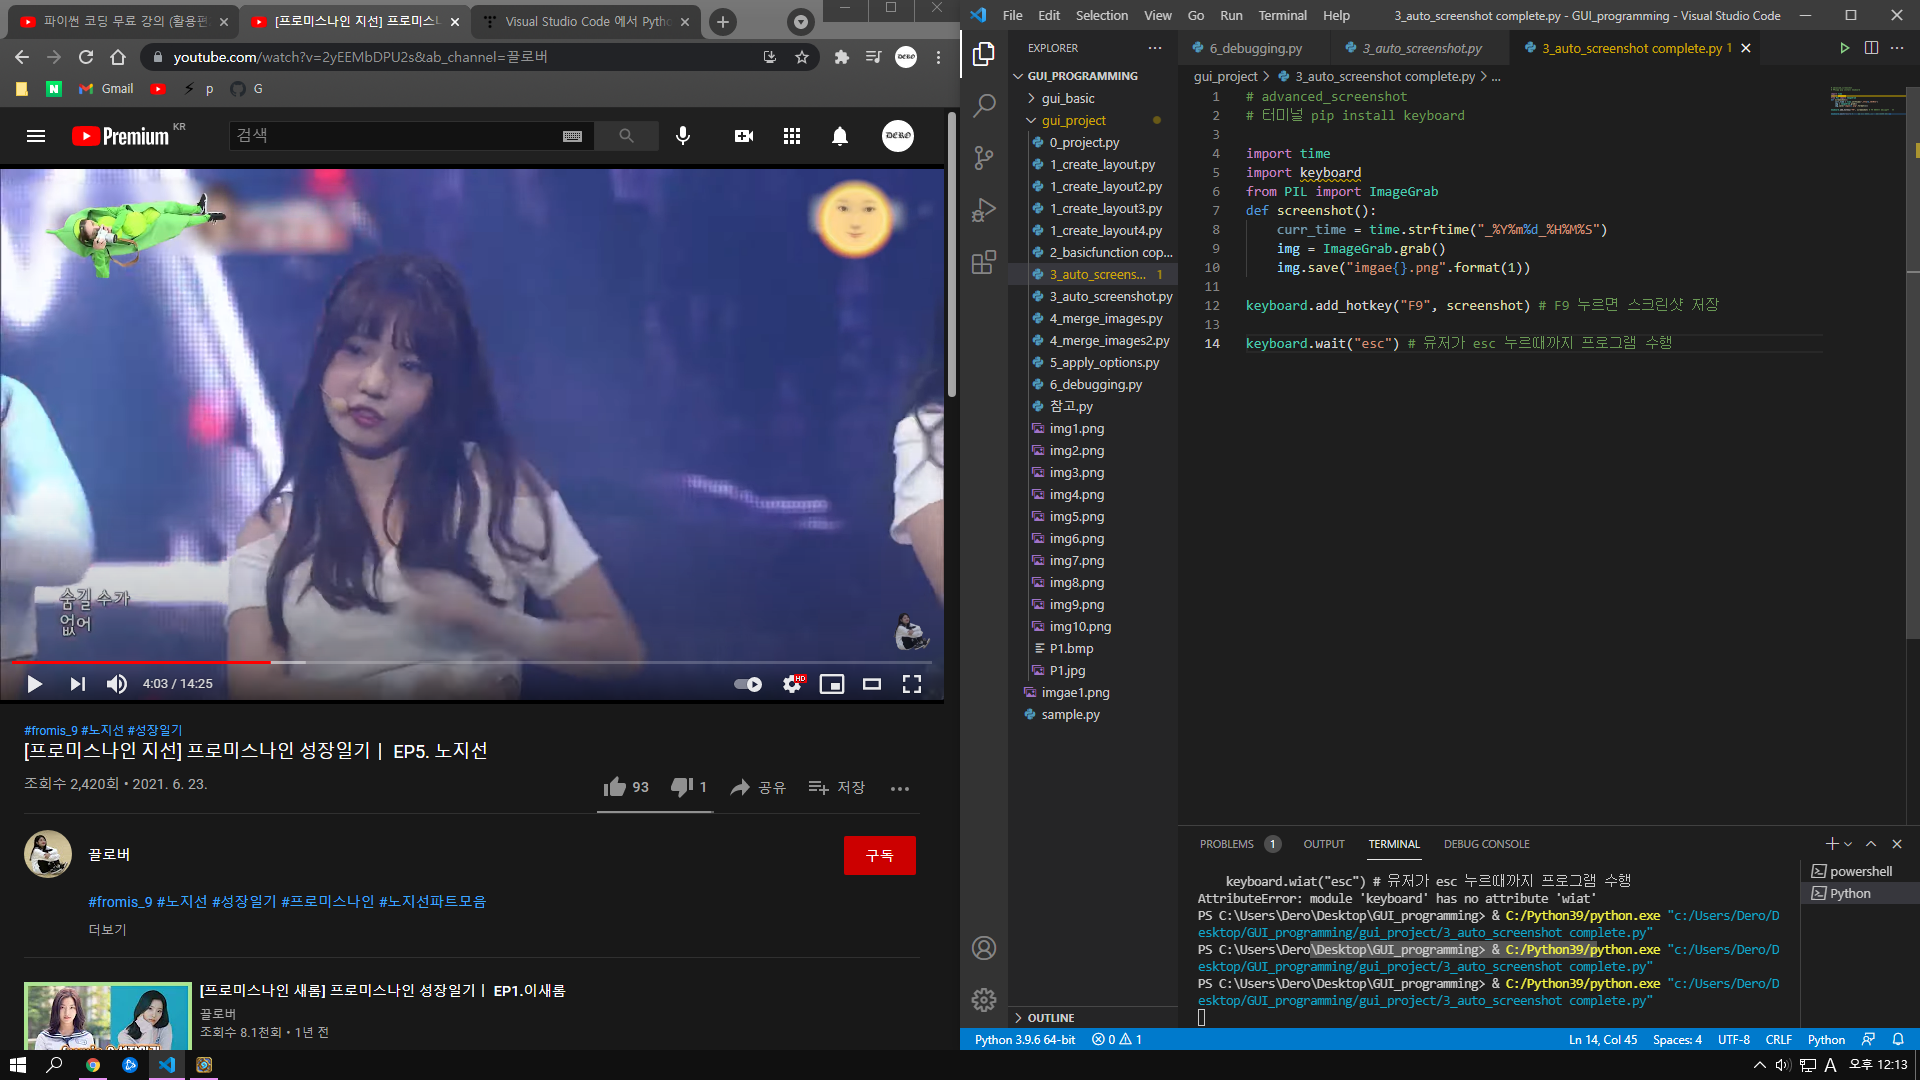 파이썬 코딩 무료 강의 (활용편
[프로미스나인 지선] 프로미스나
Visual Studio Code 에서 Pytho
youtube.com/watch?v=2yEEMbDPU2s&ab_channel=끌로버
DERO
N
Gmail
p
G
Premium KR
검색
DERO
숨길 수가
없어
4:03 / 14:25
HD
#fromis_9 #노지선 #성장일기
[프로미스나인 지선] 프로미스나인 성장일기ㅣ EP5. 노지선
조회수 2,420회 • 2021. 6. 23.
93
1
공유
저장
끌로버
구독
#fromis_9 #노지선 #성장일기 #프로미스나인 #노지선파트모음
더보기
[프로미스나인 새롬] 프로미스나인 성장일기ㅣ EP1.이새롬
끌로버
조회수 8.1천회 • 1년 전
File Edit Selection View Go Run Terminal Help
3_auto_screenshot complete.py - GUI_programming - Visual Studio Code
EXPLORER
GUI_PROGRAMMING
gui_basic
gui_project
0_project.py
1_create_layout.py
1_create_layout2.py
1_create_layout3.py
1_create_layout4.py
2_basicfunction cop...
3_auto_screens... 1
3_auto_screenshot.py
4_merge_images.py
4_merge_images2.py
5_apply_options.py
6_debugging.py
참고.py
img1.png
img2.png
img3.png
img4.png
img5.png
img6.png
img7.png
img8.png
img9.png
img10.png
P1.bmp
P1.jpg
imgae1.png
sample.py
OUTLINE
6_debugging.py
3_auto_screenshot.py
3_auto_screenshot complete.py 1
gui_project > 3_auto_screenshot complete.py > ...
1 # advanced_screenshot
2 # 터미널 pip install keyboard
3
4 import time
5 import keyboard
6 from PIL import ImageGrab
7 def screenshot():
8 curr_time = time.strftime("_%Y%m%d_%H%M%S")
9 img = ImageGrab.grab()
10 img.save("imgae{}.png".format(1))
11
12 keyboard.add_hotkey("F9", screenshot) # F9 누르면 스크린샷 저장
13
14 keyboard.wait("esc") # 유저가 esc 누르때까지 프로그램 수행
PROBLEMS 1 OUTPUT TERMINAL DEBUG CONSOLE
powershell
Python
keyboard.wiat("esc") # 유저가 esc 누르때까지 프로그램 수행
AttributeError: module 'keyboard' has no attribute 'wiat'
PS C:\Users\Dero\Desktop\GUI_programming> & C:/Python39/python.exe "c:/Users/Dero/D
esktop/GUI_programming/gui_project/3_auto_screenshot complete.py"
PS C:\Users\Dero\Desktop\GUI_programming> & C:/Python39/python.exe "c:/Users/Dero/D
esktop/GUI_programming/gui_project/3_auto_screenshot complete.py"
PS C:\Users\Dero\Desktop\GUI_programming> & C:/Python39/python.exe "c:/Users/Dero/D
esktop/GUI_programming/gui_project/3_auto_screenshot complete.py"
Python 3.9.6 64-bit 0 1
Ln 14, Col 45 Spaces: 4 UTF-8 CRLF Python
A 오후 12:13